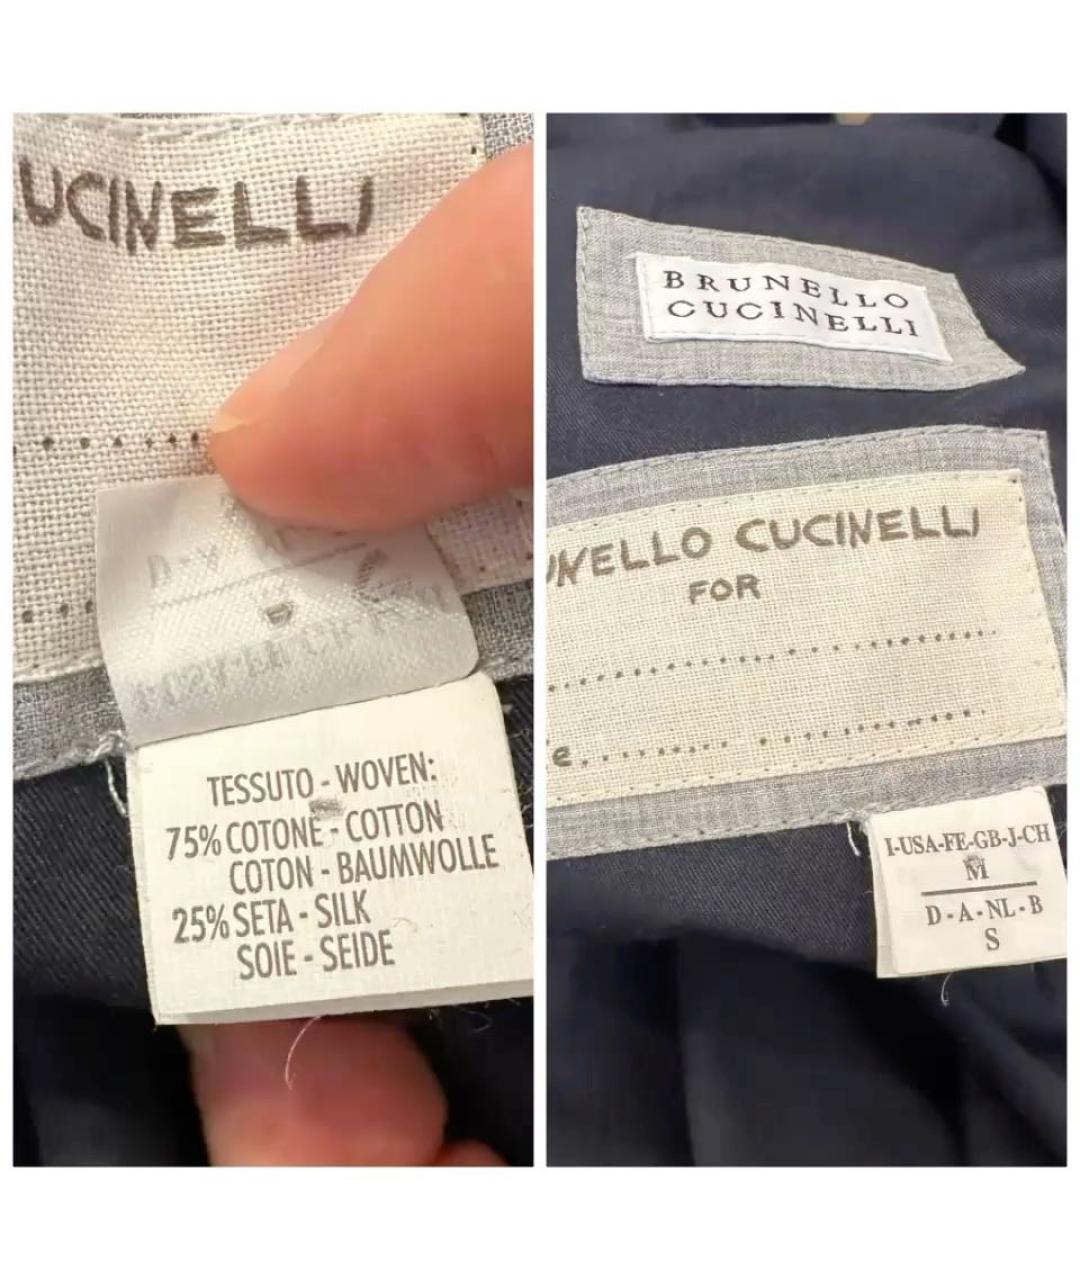 UCINELLI
TESSUTO - WOVEN:
75% COTONE - COTTON
COTON - BAUMWOLLE
25% SETA - SILK
SOIE - SEIDE
BRUNELLO
CUCINELLI
UNELLO CUCINELLI
FOR
e
I-USA-FE-GB-J-CH
M
D - A - NL - B
S